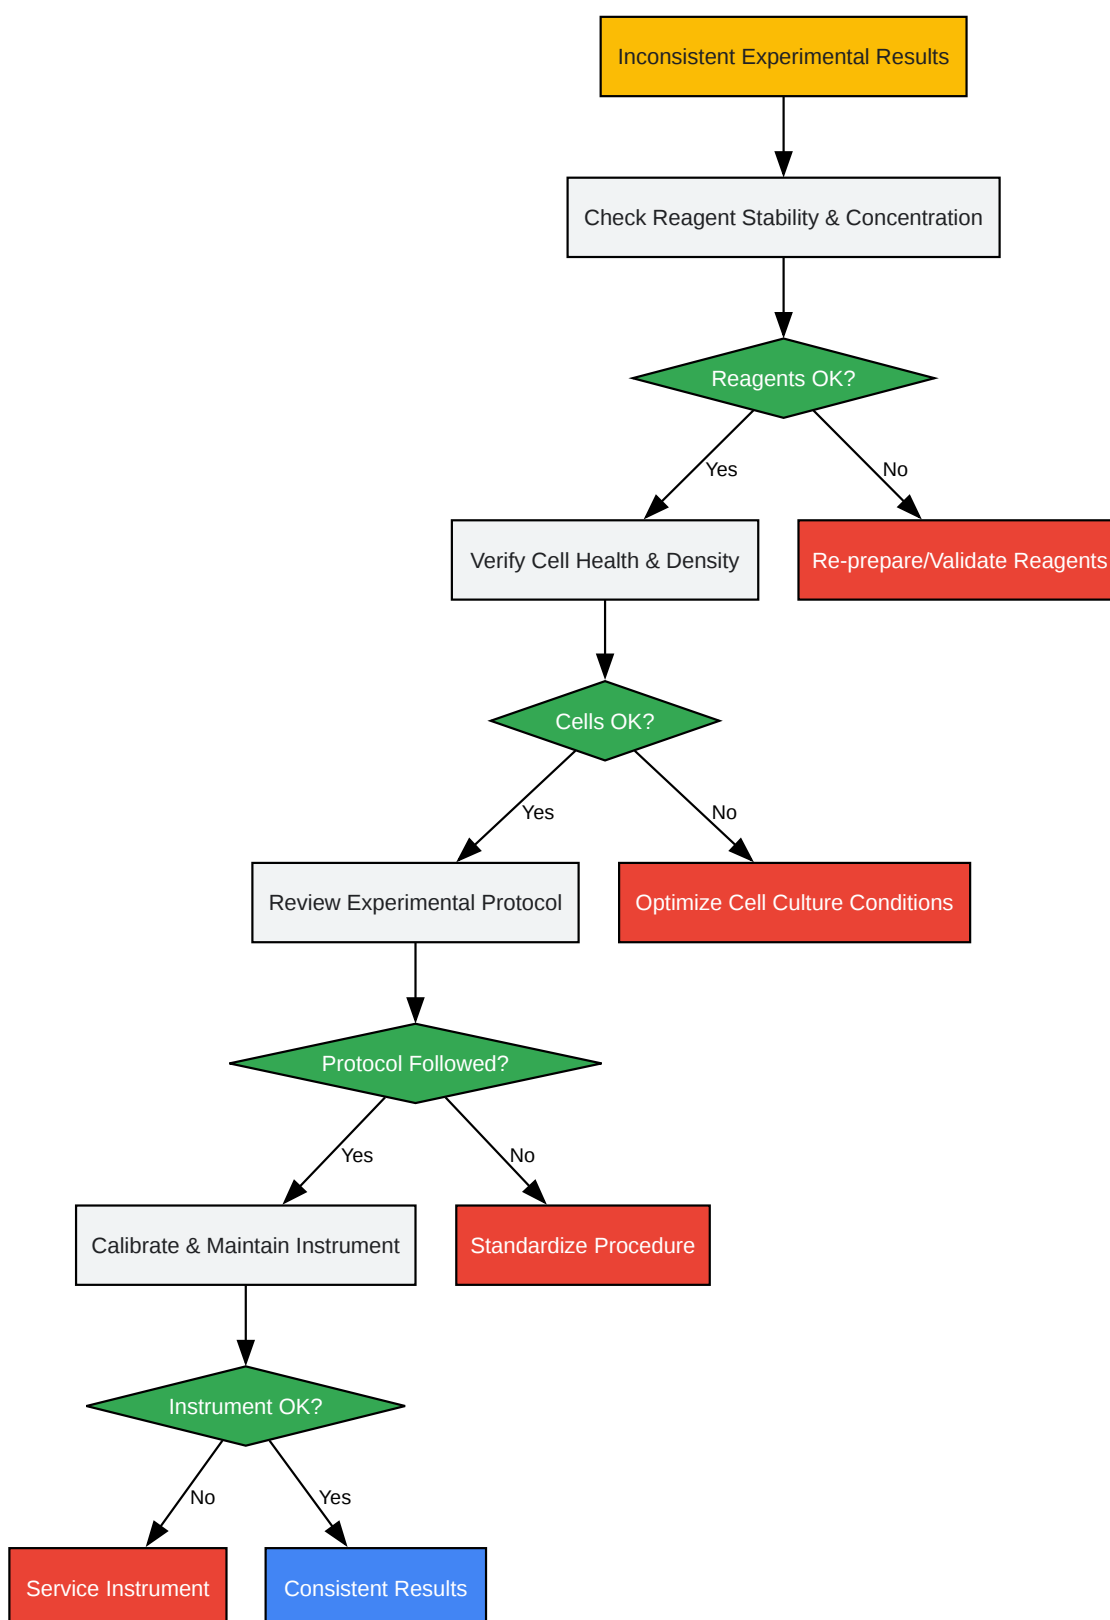 Inconsistent Experimental Results
Check Reagent Stability & Concentration
Reagents OK?
Yes
No
Verify Cell Health & Density
Re-prepare/Validate Reagents
Cells OK?
Yes
No
Review Experimental Protocol
Optimize Cell Culture Conditions
Protocol Followed?
Yes
No
Calibrate & Maintain Instrument
Standardize Procedure
Instrument OK?
No
Yes
Service Instrument
Consistent Results